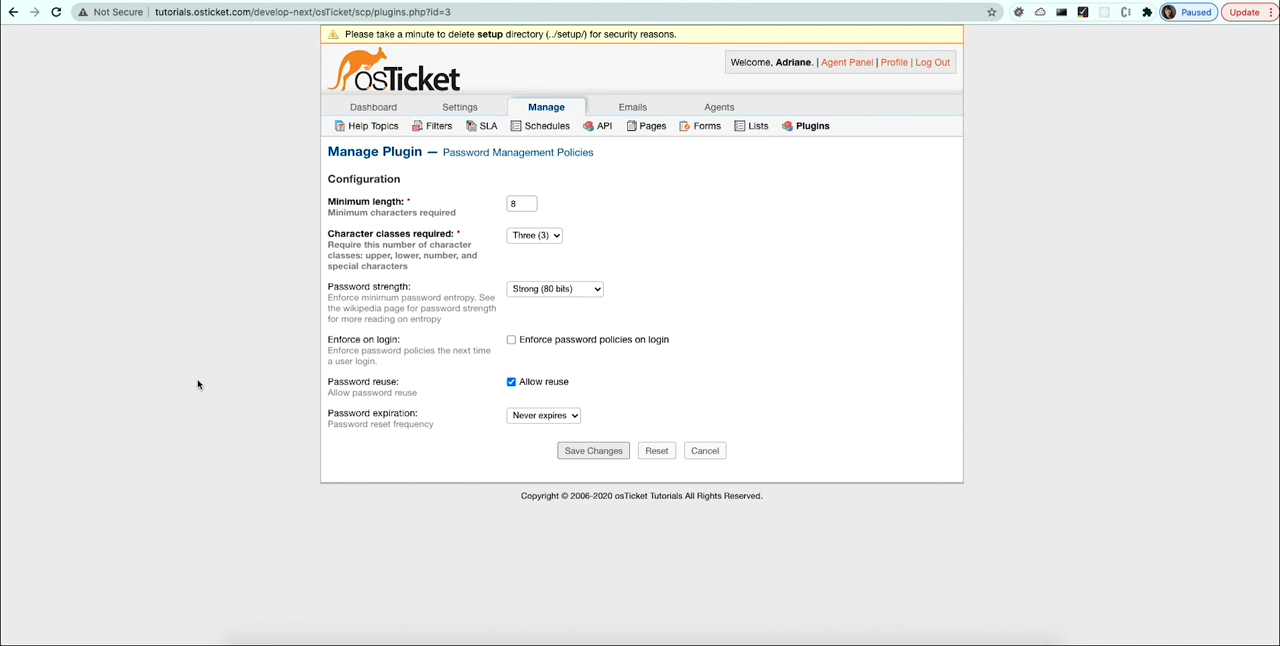 Not Secure tutorials.osticket.com/develop-next/osTicket/scp/plugins.php?id=3 Paused Update
Please take a minute to delete setup directory (../setup/) for security reasons.
osTicket
Welcome, Adriane. | Agent Panel | Profile | Log Out
Dashboard Settings Manage Emails Agents
Help Topics Filters SLA Schedules API Pages Forms Lists Plugins
Manage Plugin — Password Management Policies
Configuration
Minimum length: * 8
Minimum characters required
Character classes required: * Three (3)
Require this number of character
classes: upper, lower, number, and
special characters
Password strength: Strong (80 bits)
Enforce minimum password entropy. See
the wikipedia page for password strength
for more reading on entropy
Enforce on login: Enforce password policies on login
Enforce password policies the next time
a user login.
Password reuse: Allow reuse
Allow password reuse
Password expiration: Never expires
Password reset frequency
Save Changes Reset Cancel
Copyright © 2006-2020 osTicket Tutorials All Rights Reserved.